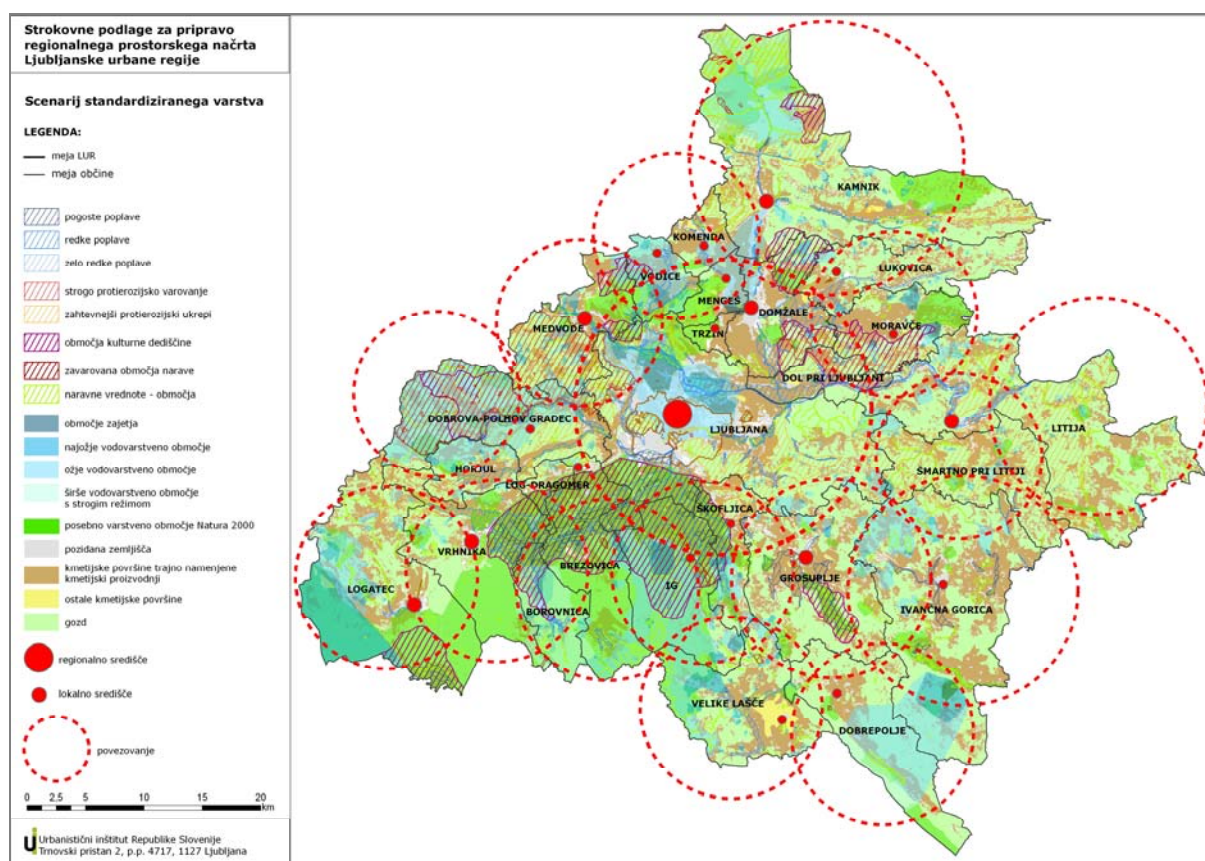 Strokovne podlage za pripravo
regionalnega prostorskega načrta
Ljubljanske urbane regije
Scenarij standardiziranega varstva
LEGENDA:
meja LUR
meja občine
pogoste poplave
redke poplave
zelo redke poplave
strogo protierozijsko varovanje
zahtevnejši protierozijski ukrepi
območja kulturne dediščine
zavarovana območja narave
naravne vrednote - območja
območje zajetja
najožje vodovarstveno območje
ožje vodovarstveno območje
širše vodovarstveno območje
s strogim režimom
posebno varstveno območje Natura 2000
pozidana zemljišča
kmetijske površine trajno namenjene
kmetijski proizvodnji
ostale kmetijske površine
gozd
regionalno središče
lokalno središče
povezovanje
0 2.5 5 10 15 20
km
Urbanistični inštitut Republike Slovenije
Trnovski pristan 2, p.p. 4717, 1127 Ljubljana
KAMNIK
KOMENDA
VODICE
LUKOVICA
MENGEŠ
DOMŽALE
MEDVODE
TRZIN
MORAVČE
DOL PRI LJUBLJANI
DOBROVA-POLHOV GRADEC
LJUBLJANA
LITIJA
HORJUL
ŠMARTNO PRI LITIJI
LOG-DRAGOMER
ŠKOFLJICA
VRHNIKA
BREZOVICA
IG
GROSUPLJE
LOGATEC
BOROVNICA
IVANČNA GORICA
VELIKE LAŠČE
DOBREPOLJE